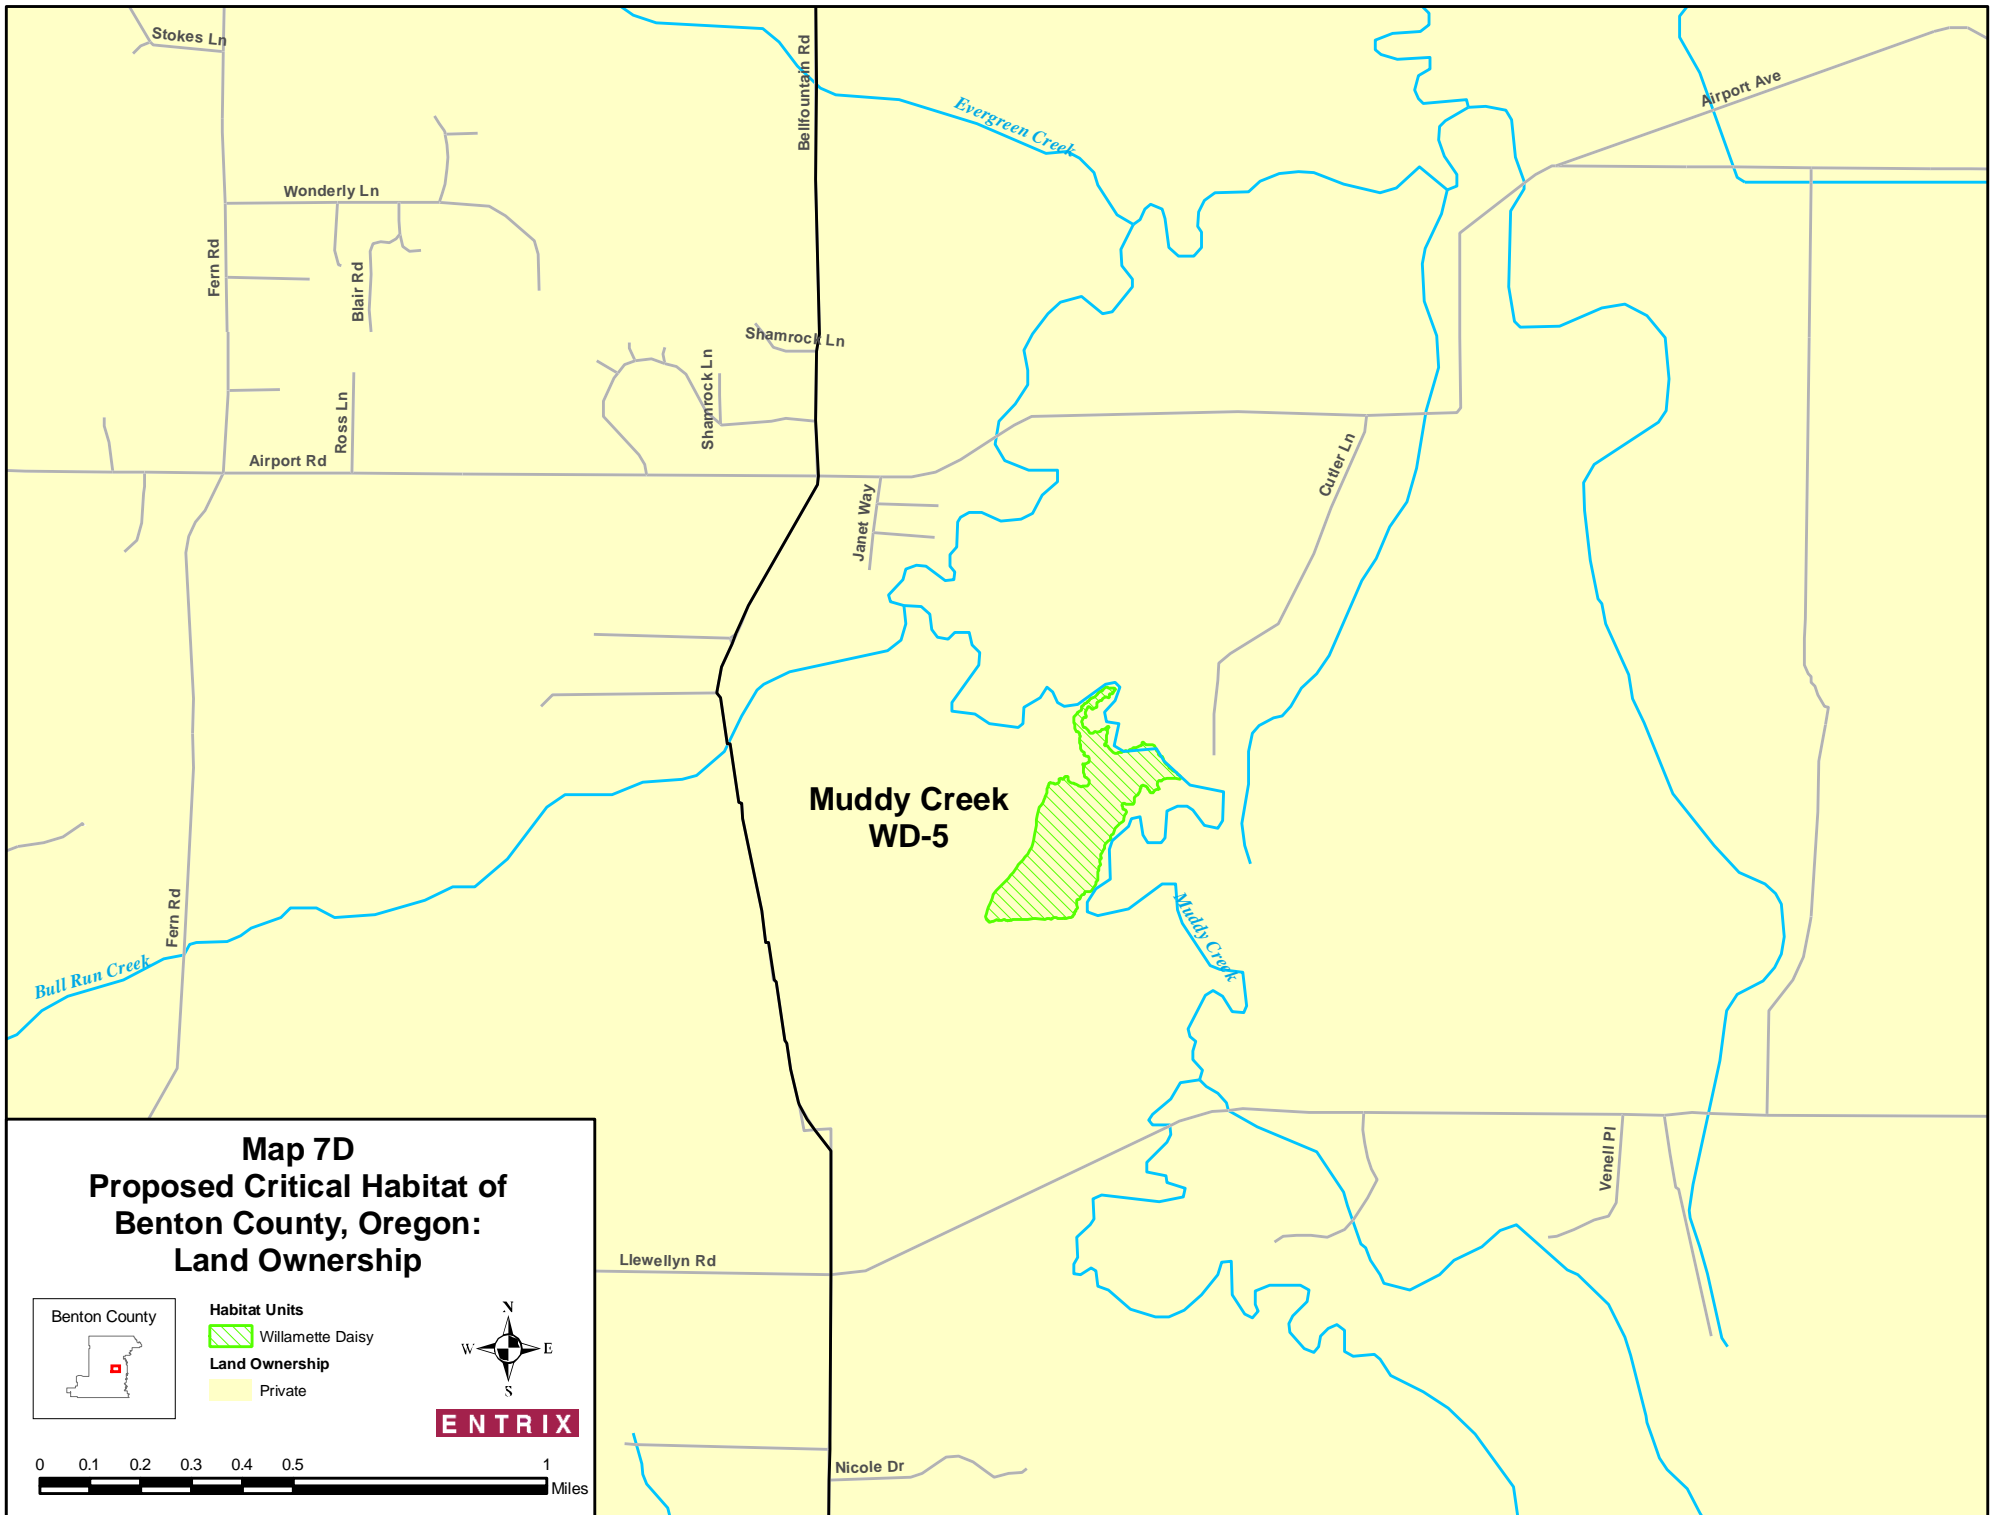 Stokes Ln
Bellfountain Rd
Airport Ave
Evergreen Creek
Wonderly Ln
Fern Rd
Blair Rd
Shamrock Ln
Shamrock Ln
Ross Ln
Airport Rd
Cutler Ln
Janet Way
Muddy Creek
WD-5
Fern Rd
Muddy Creek
Bull Run Creek
Venell Pl
Llewellyn Rd
Nicole Dr
Map 7D
Proposed Critical Habitat of
Benton County, Oregon:
Land Ownership
Benton County
Habitat Units
Willamette Daisy
Land Ownership
Private
N
W E
S
ENTRIX
0 0.1 0.2 0.3 0.4 0.5 1
Miles